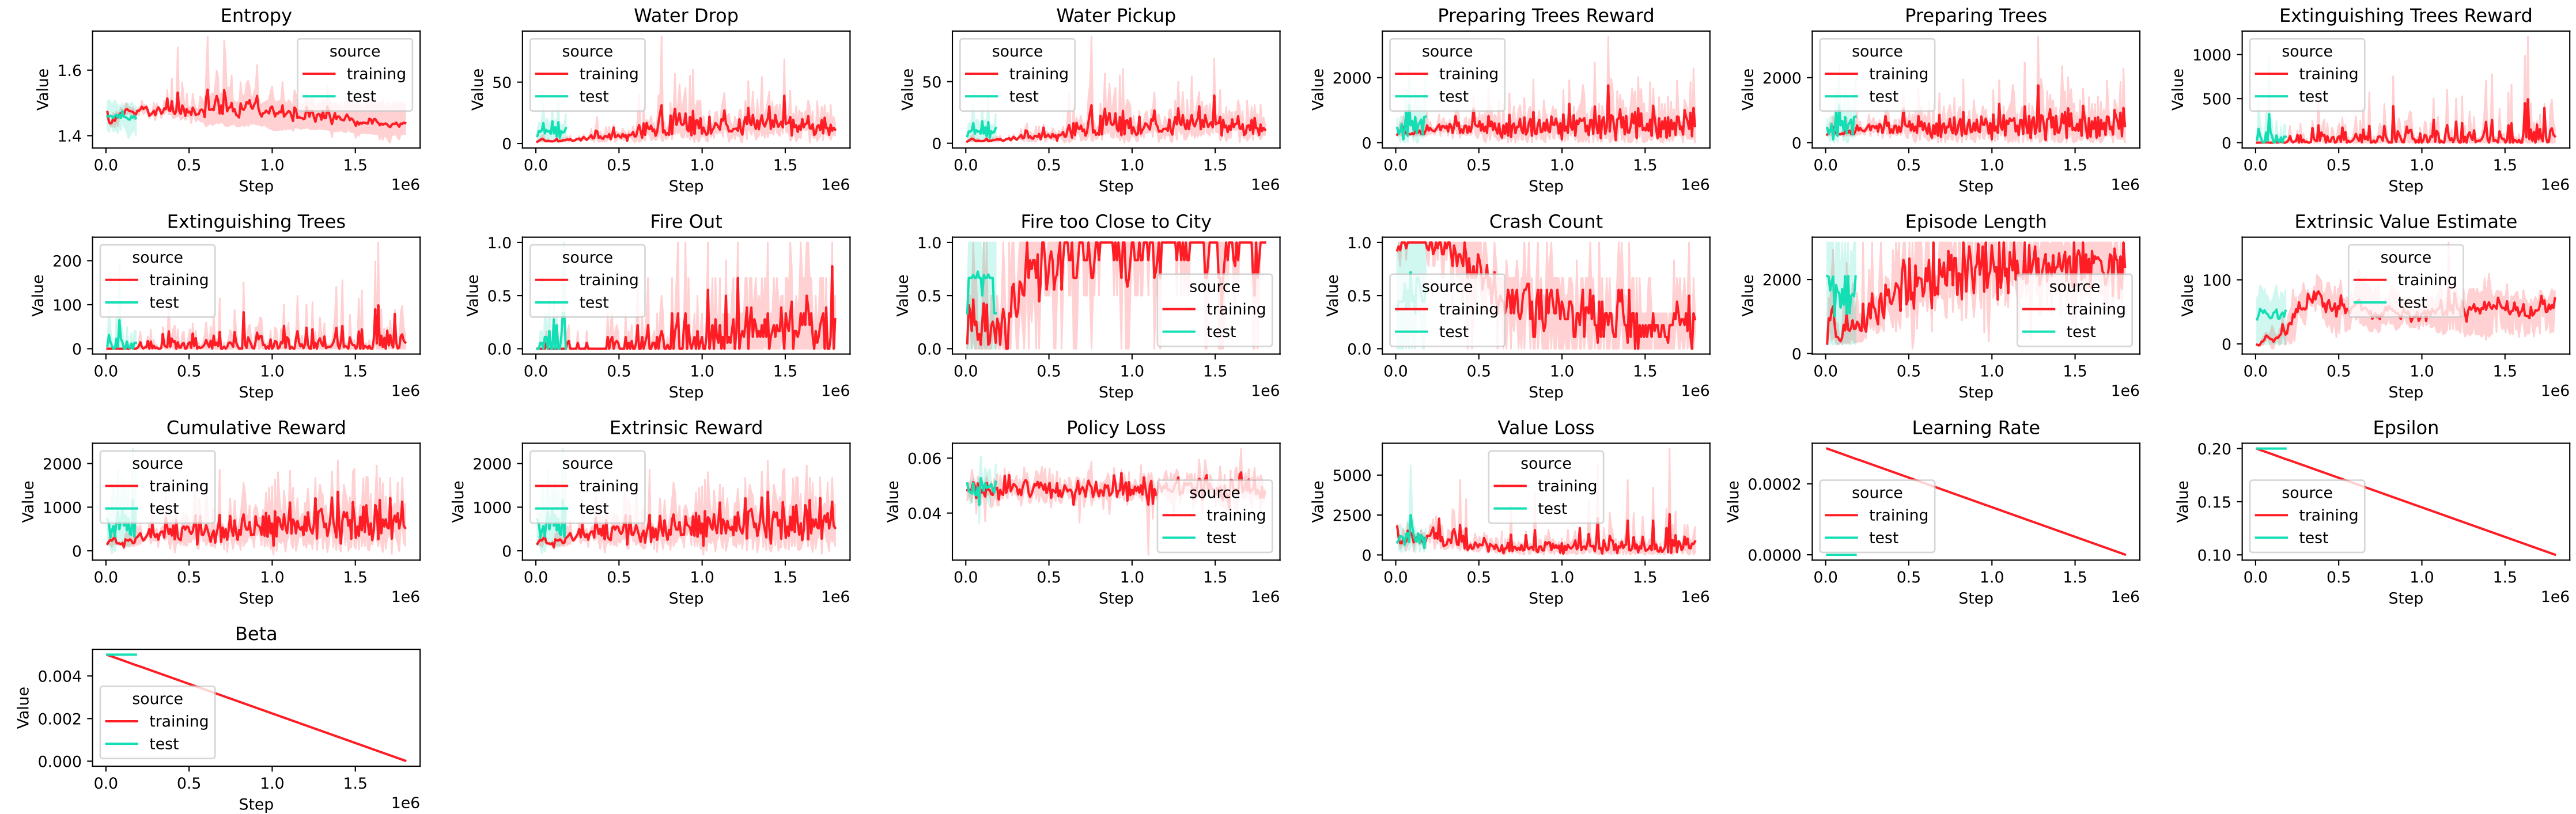 Entropy
Value
1.6
1.4
source
training
test
0.0 0.5 1.0 1.5
Step
1e6
Water Drop
Value
50
0
source
training
test
0.0 0.5 1.0 1.5
Step
1e6
Water Pickup
Value
50
0
source
training
test
0.0 0.5 1.0 1.5
Step
1e6
Preparing Trees Reward
Value
2000
0
source
training
test
0.0 0.5 1.0 1.5
Step
1e6
Preparing Trees
Value
2000
0
source
training
test
0.0 0.5 1.0 1.5
Step
1e6
Extinguishing Trees Reward
Value
1000
500
0
source
training
test
0.0 0.5 1.0 1.5
Step
1e6
Extinguishing Trees
Value
200
100
0
source
training
test
0.0 0.5 1.0 1.5
Step
1e6
Fire Out
Value
1.0
0.5
0.0
source
training
test
0.0 0.5 1.0 1.5
Step
1e6
Fire too Close to City
Value
1.0
0.5
0.0
source
training
test
0.0 0.5 1.0 1.5
Step
1e6
Crash Count
Value
1.0
0.5
0.0
source
training
test
0.0 0.5 1.0 1.5
Step
1e6
Episode Length
Value
2000
0
source
training
test
0.0 0.5 1.0 1.5
Step
1e6
Extrinsic Value Estimate
Value
100
0
source
training
test
0.0 0.5 1.0 1.5
Step
1e6
Cumulative Reward
Value
2000
1000
0
source
training
test
0.0 0.5 1.0 1.5
Step
1e6
Extrinsic Reward
Value
2000
1000
0
source
training
test
0.0 0.5 1.0 1.5
Step
1e6
Policy Loss
Value
0.06
0.04
source
training
test
0.0 0.5 1.0 1.5
Step
1e6
Value Loss
Value
5000
2500
0
source
training
test
0.0 0.5 1.0 1.5
Step
1e6
Learning Rate
Value
0.0002
0.0000
source
training
test
0.0 0.5 1.0 1.5
Step
1e6
Epsilon
Value
0.20
0.15
0.10
source
training
test
0.0 0.5 1.0 1.5
Step
1e6
Beta
Value
0.004
0.002
0.000
source
training
test
0.0 0.5 1.0 1.5
Step
1e6